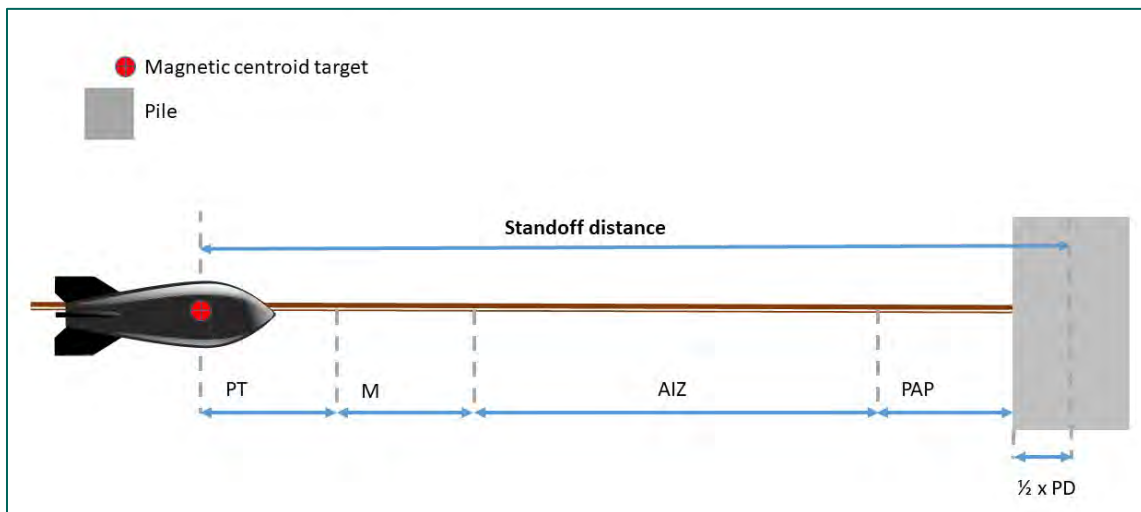 Magnetic centroid target
Pile
Standoff distance
PT
M
AIZ
PAP
½ x PD